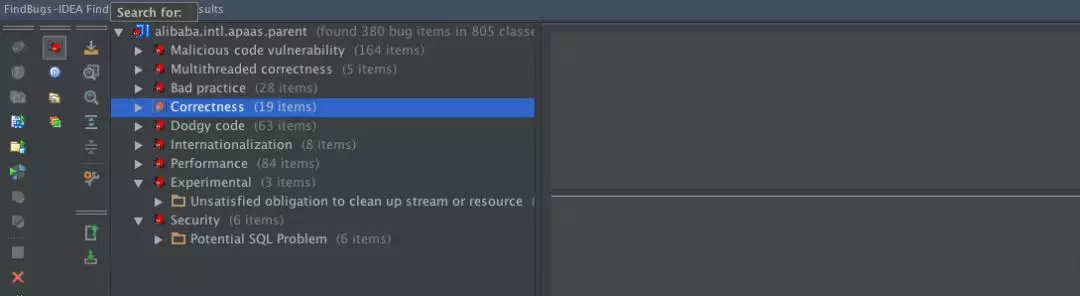 FindBugs-IDEA Find
Search for:
sults
alibaba.intl.apaas.parent (found 380 bug items in 805 classe
Malicious code vulnerability (164 items)
Multithreaded correctness (5 items)
Bad practice (28 items)
Correctness (19 items)
Dodgy code (63 items)
Internationalization (8 items)
Performance (84 items)
Experimental (3 items)
Unsatisfied obligation to clean up stream or resource (
Security (6 items)
Potential SQL Problem (6 items)